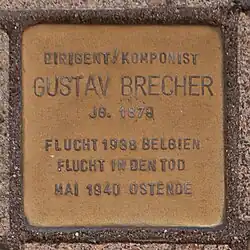 DIRIGENT/KOMPONIST
GUSTAV BRECHER
JG. 1879
FLUCHT 1938 BELGIEN
FLUCHT IN DEN TOD
MAI 1940 OSTENDE